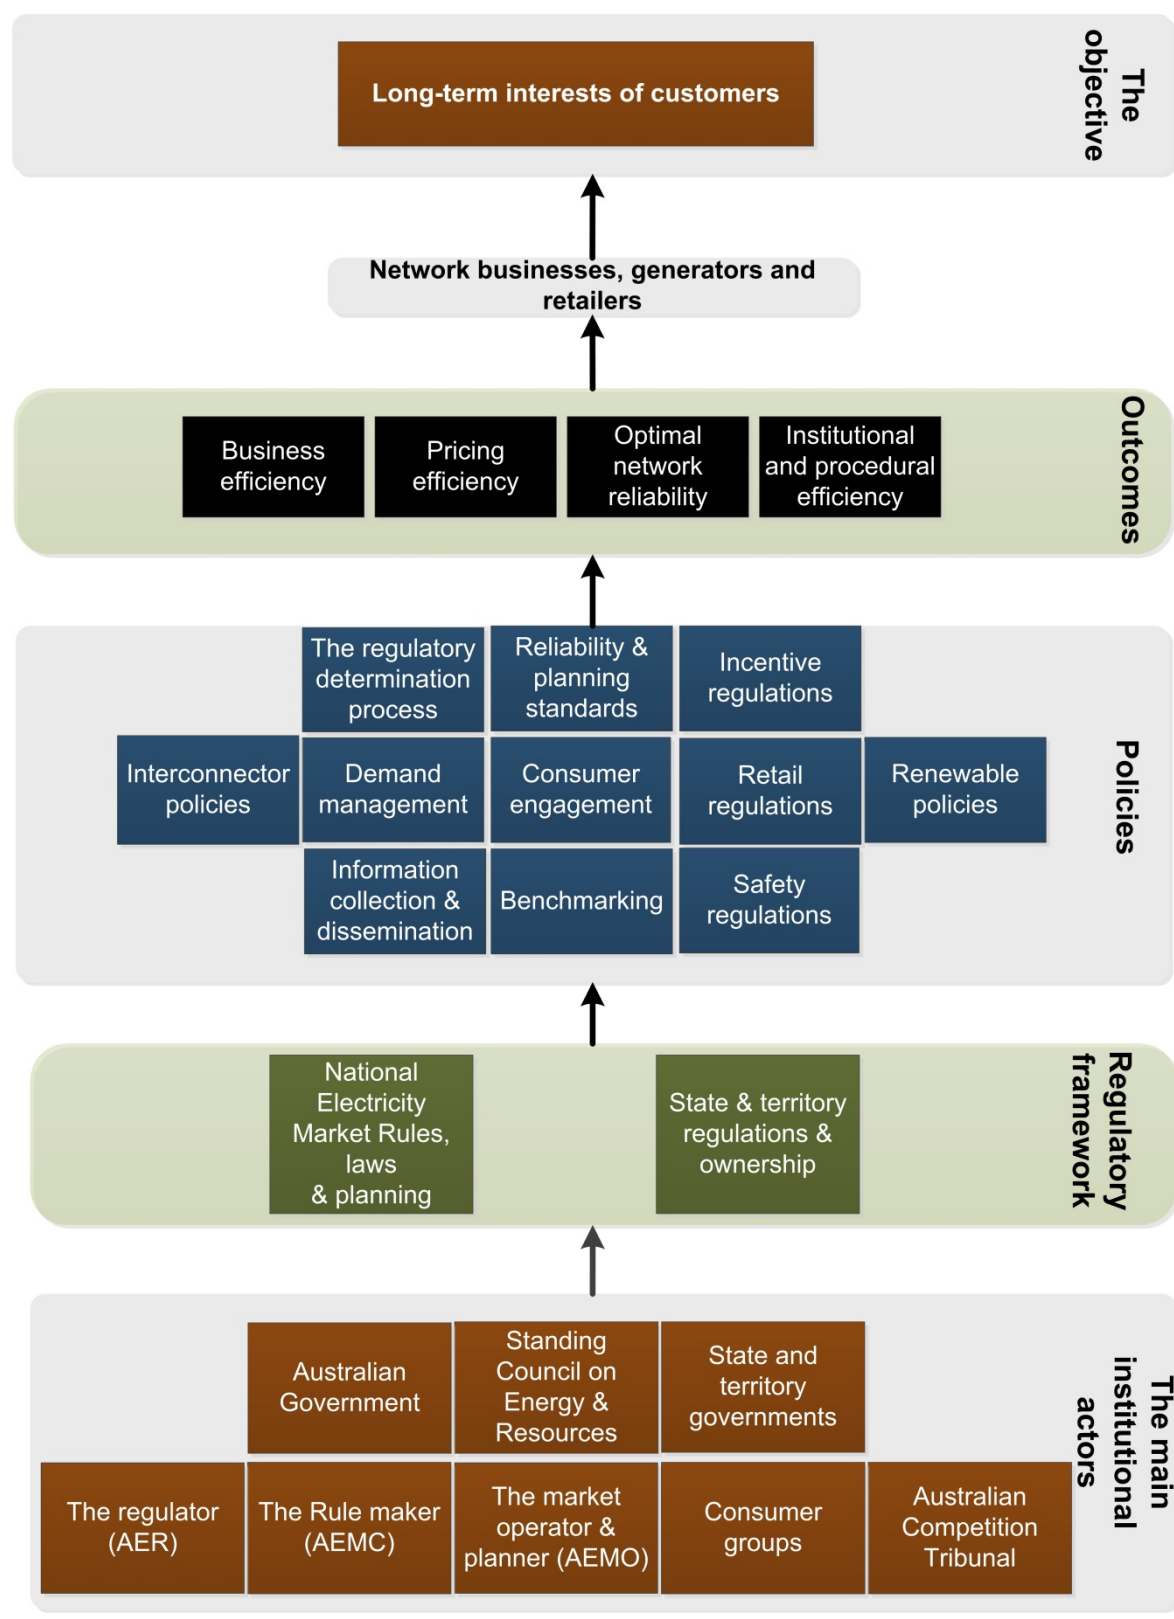 The
objective
Long-term interests of customers
Network businesses, generators and
retailers
Outcomes
Business
efficiency
Pricing
efficiency
Optimal
network
reliability
Institutional
and procedural
efficiency
Policies
The regulatory
determination
process
Reliability &
planning
standards
Incentive
regulations
Interconnector
policies
Demand
management
Consumer
engagement
Retail
regulations
Renewable
policies
Information
collection &
dissemination
Benchmarking
Safety
regulations
Regulatory
framework
National
Electricity
Market Rules,
laws
& planning
State & territory
regulations &
ownership
The main
institutional
actors
Australian
Government
Standing
Council on
Energy &
Resources
State and
territory
governments
The regulator
(AER)
The Rule maker
(AEMC)
The market
operator &
planner (AEMO)
Consumer
groups
Australian
Competition
Tribunal